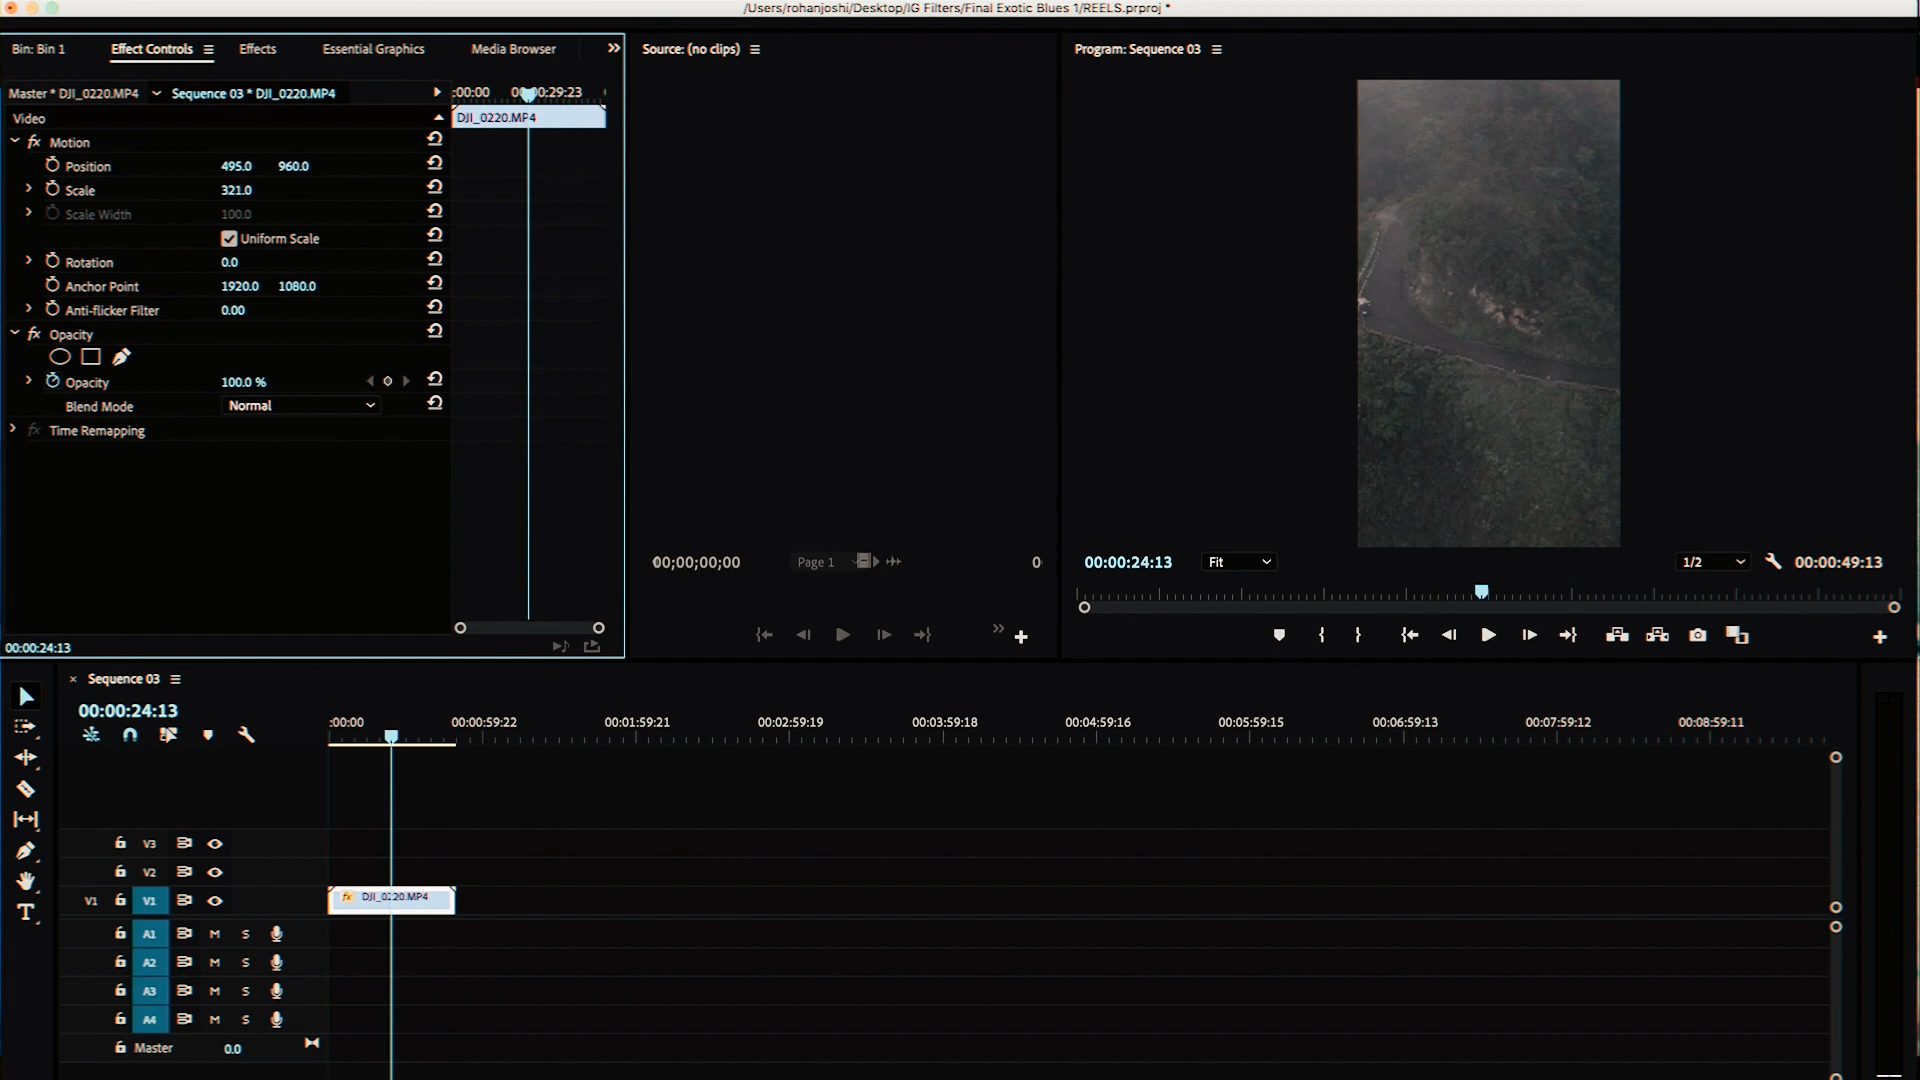 /Users/rohanjoshi/Desktop/IG Filters/Final Exotic Blues 1/REELS.prproj *
Bin: Bin 1
Effect Controls
Effects
Essential Graphics
Media Browser
Source: (no clips)
Program: Sequence 03
Master * DJI_0220.MP4
Sequence 03 * DJI_0220.MP4
:00:00
00:00:29:23
Video
DJI_0220.MP4
fx Motion
Position 495.0 960.0
Scale 321.0
Scale Width 100.0
Uniform Scale
Rotation 0.0
Anchor Point 1920.0 1080.0
Anti-flicker Filter 0.00
fx Opacity
Opacity 100.0 %
Blend Mode Normal
fx Time Remapping
00:00:24:13
00;00;00;00
Page 1
0
00:00:24:13
Fit
1/2
00:00:49:13
Sequence 03
00:00:24:13
:00:00
00:00:59:22
00:01:59:21
00:02:59:19
00:03:59:18
00:04:59:16
00:05:59:15
00:06:59:13
00:07:59:12
00:08:59:11
V3
V2
V1 V1
fx DJI_0220.MP4
A1 M S
A2 M S
A3 M S
A4 M S
Master 0.0
T